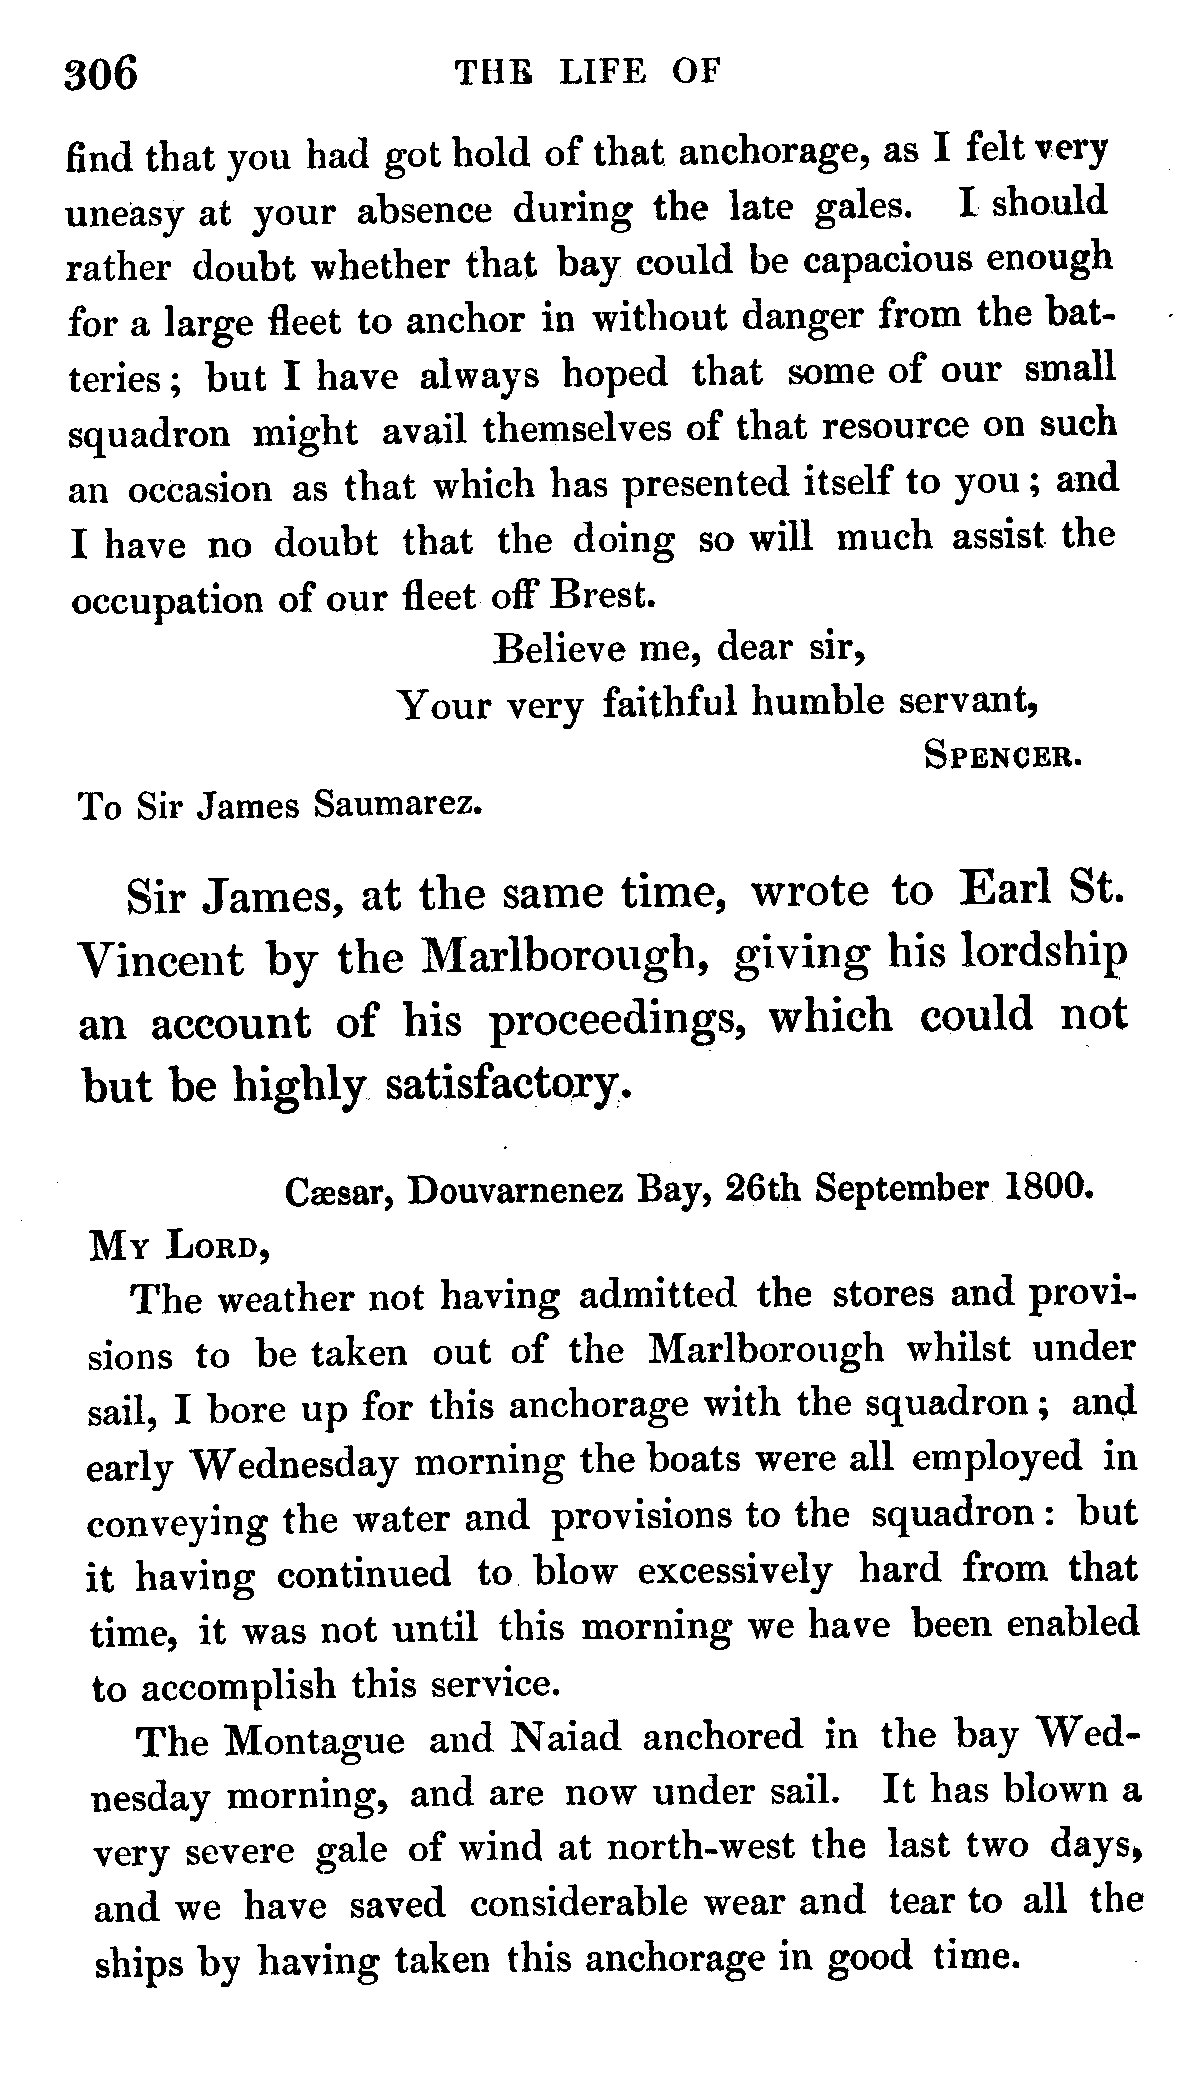 306 THE LIFE OF
find that you had got hold of that anchorage, as I felt very
uneasy at your absence during the late gales. I should
rather doubt whether that bay could be capacious enough
for a large fleet to anchor in without danger from the bat-
teries; but I have always hoped that some of our small
squadron might avail themselves of that resource on such
an occasion as that which has presented itself to you; and
I have no doubt that the doing so will much assist the
occupation of our fleet off Brest.
Believe me, dear sir,
Your very faithful humble servant,
SPENCER.
To Sir James Saumarez.
Sir James, at the same time, wrote to Earl St.
Vincent by the Marlborough, giving his lordship
an account of his proceedings, which could not
but be highly satisfactory.
Cæsar, Douvarnenez Bay, 26th September 1800.
MY LORD,
The weather not having admitted the stores and provi-
sions to be taken out of the Marlborough whilst under
sail, I bore up for this anchorage with the squadron; and
early Wednesday morning the boats were all employed in
conveying the water and provisions to the squadron: but
it having continued to blow excessively hard from that
time, it was not until this morning we have been enabled
to accomplish this service.
The Montague and Naiad anchored in the bay Wed-
nesday morning, and are now under sail. It has blown a
very severe gale of wind at north-west the last two days,
and we have saved considerable wear and tear to all the
ships by having taken this anchorage in good time.